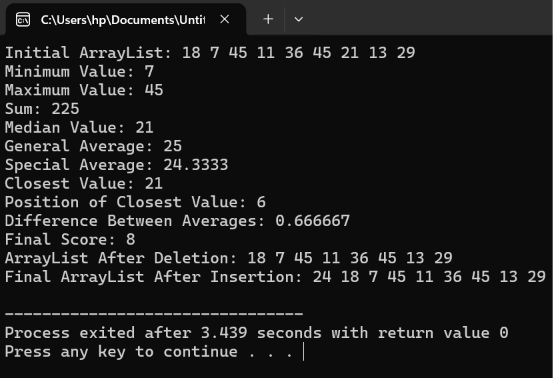 C:\Users\hp\Documents\Untit
Initial ArrayList: 18 7 45 11 36 45 21 13 29
Minimum Value: 7
Maximum Value: 45
Sum: 225
Median Value: 21
General Average: 25
Special Average: 24.3333
Closest Value: 21
Position of Closest Value: 6
Difference Between Averages: 0.666667
Final Score: 8
ArrayList After Deletion: 18 7 45 11 36 45 13 29
Final ArrayList After Insertion: 24 18 7 45 11 36 45 13 29
--------------------------------
Process exited after 3.439 seconds with return value 0
Press any key to continue . . .